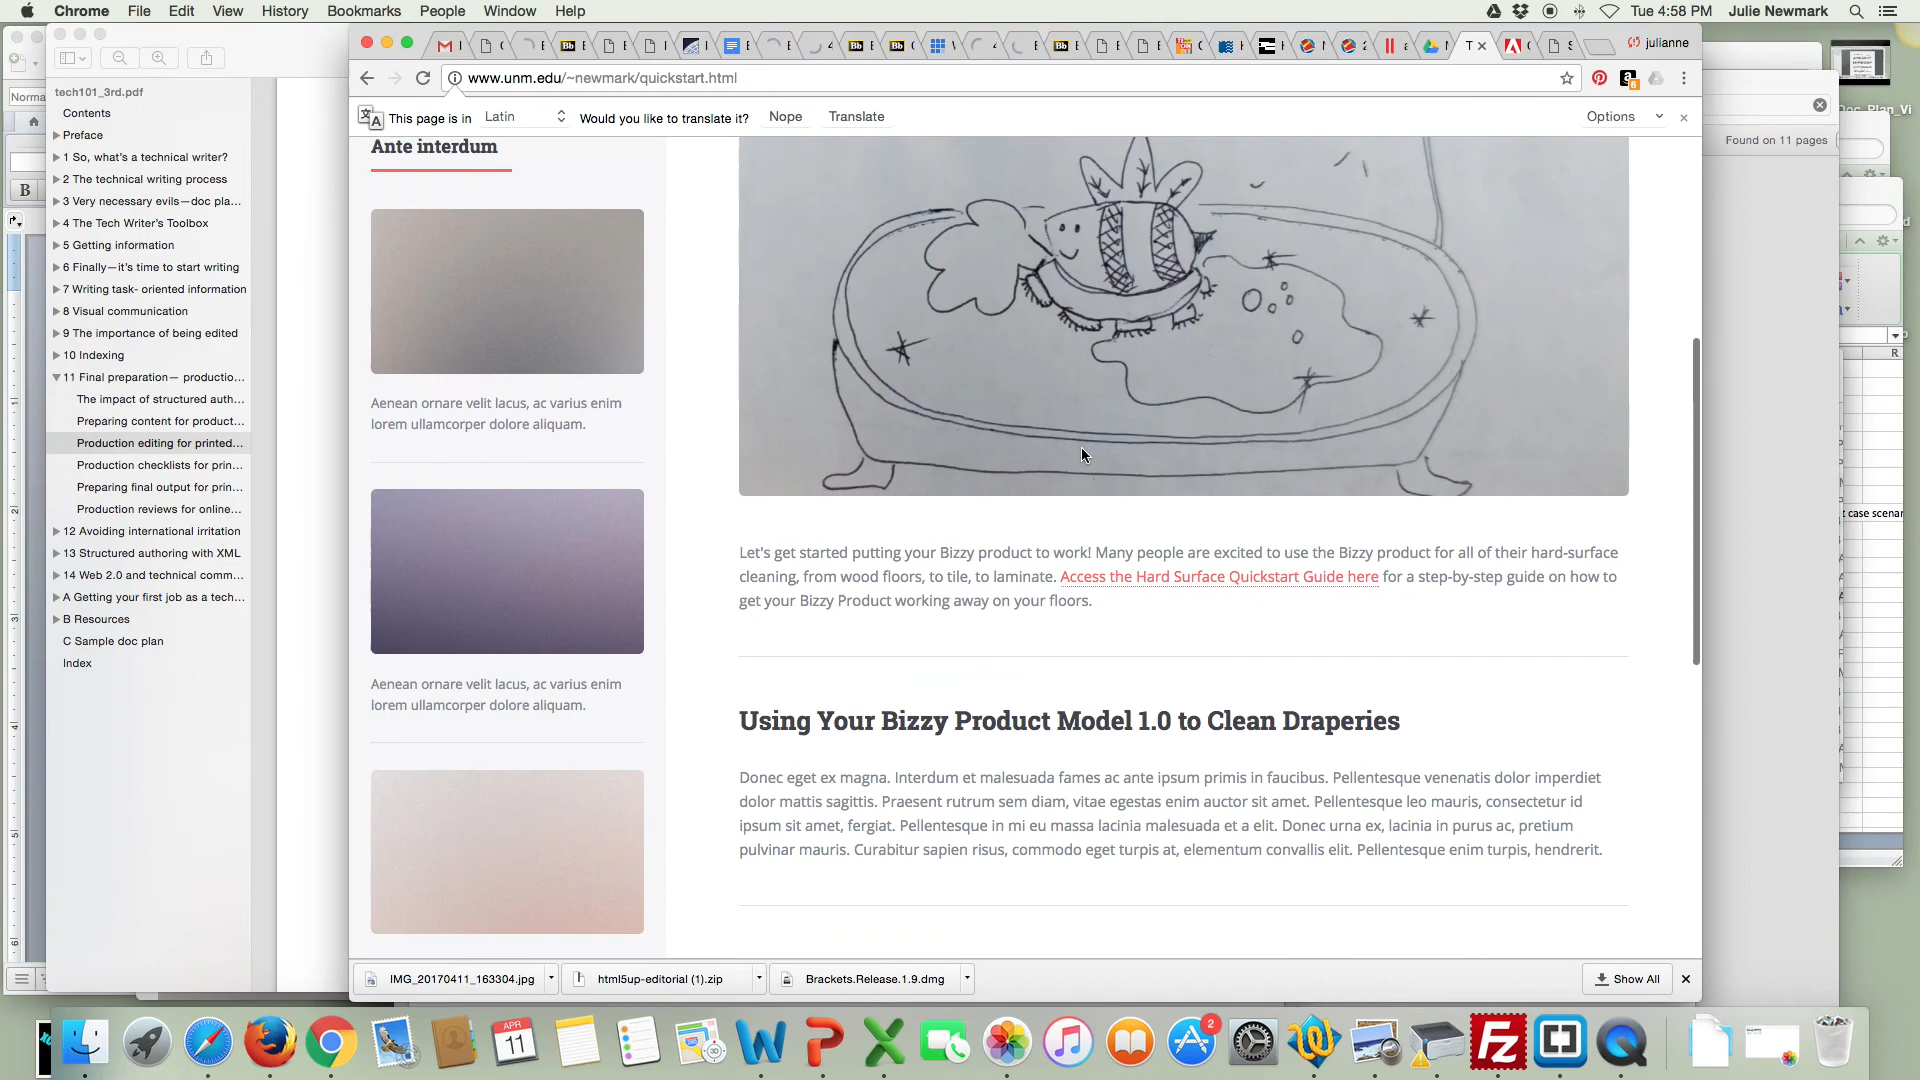 Chrome File Edit View History Bookmarks People Window Help
Tue 4:58 PM Julie Newmark
julianne
www.unm.edu/~newmark/quickstart.html
This page is in Latin Would you like to translate it? Nope Translate Options
Norma
B
tech101_3rd.pdf
Contents
Preface
1 So, what's a technical writer?
2 The technical writing process
3 Very necessary evils—doc pla...
4 The Tech Writer's Toolbox
5 Getting information
6 Finally—it's time to start writing
7 Writing task- oriented information
8 Visual communication
9 The importance of being edited
10 Indexing
11 Final preparation— productio...
The impact of structured auth...
Preparing content for product...
Production editing for printed...
Production checklists for prin...
Preparing final output for prin...
Production reviews for online...
12 Avoiding international irritation
13 Structured authoring with XML
14 Web 2.0 and technical comm...
A Getting your first job as a tech...
B Resources
C Sample doc plan
Index
Ante interdum
Aenean ornare velit lacus, ac varius enim
lorem ullamcorper dolore aliquam.
Aenean ornare velit lacus, ac varius enim
lorem ullamcorper dolore aliquam.
Let's get started putting your Bizzy product to work! Many people are excited to use the Bizzy product for all of their hard-surface
cleaning, from wood floors, to tile, to laminate. Access the Hard Surface Quickstart Guide here for a step-by-step guide on how to
get your Bizzy Product working away on your floors.
Using Your Bizzy Product Model 1.0 to Clean Draperies
Donec eget ex magna. Interdum et malesuada fames ac ante ipsum primis in faucibus. Pellentesque venenatis dolor imperdiet
dolor mattis sagittis. Praesent rutrum sem diam, vitae egestas enim auctor sit amet. Pellentesque leo mauris, consectetur id
ipsum sit amet, fergiat. Pellentesque in mi eu massa lacinia malesuada et a elit. Donec urna ex, lacinia in purus ac, pretium
pulvinar mauris. Curabitur sapien risus, commodo eget turpis at, elementum convallis elit. Pellentesque enim turpis, hendrerit.
Found on 11 pages
Doc_Plan_Vi
R
t case scenar
IMG_20170411_163304.jpg html5up-editorial (1).zip Brackets.Release.1.9.dmg Show All
APR
11
2